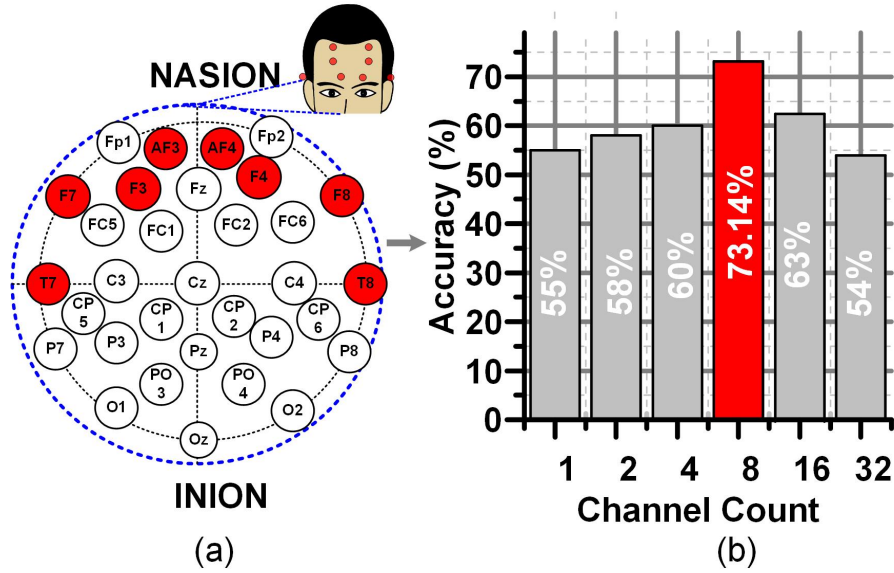 NASION
Fp1
AF3
AF4
Fp2
F7
F3
Fz
F4
F8
FC5
FC1
FC2
FC6
T7
C3
Cz
C4
T8
CP
5
CP
1
CP
2
CP
6
P7
P3
Pz
P4
P8
PO
3
PO
4
O1
O2
Oz
INION
(a)
Accuracy (%)
70
60
50
40
30
20
10
0
55%
58%
60%
73.14%
63%
54%
1 2 4 8 16 32
Channel Count
(b)